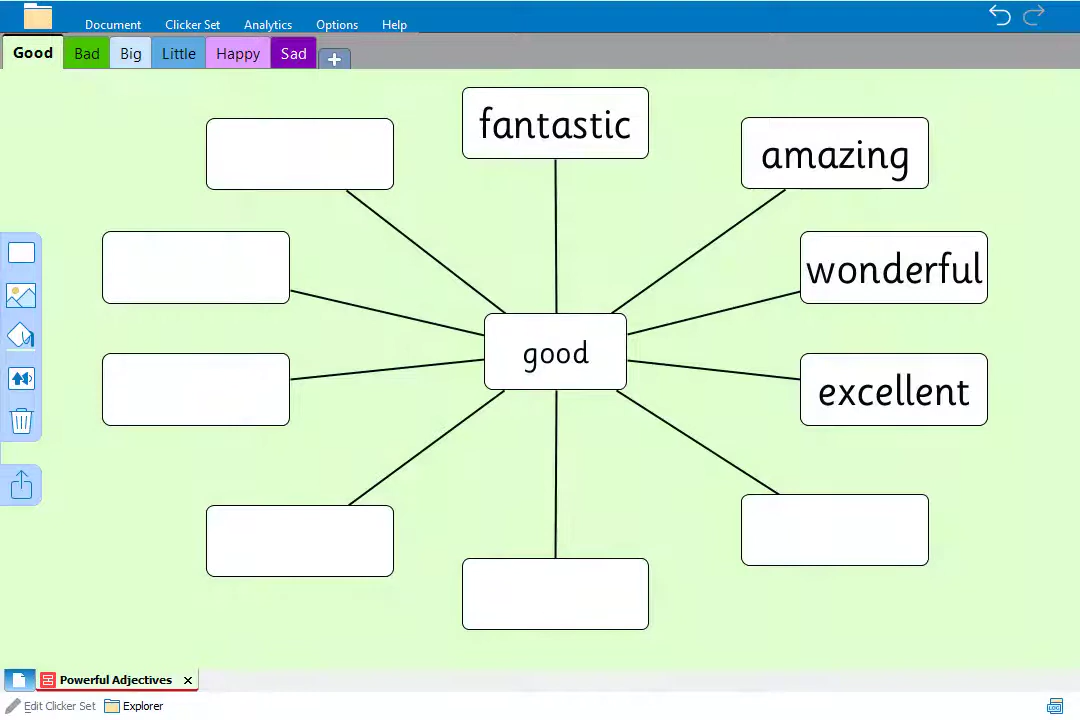 Document Clicker Set Analytics Options Help
Good Bad Big Little Happy Sad +
fantastic
amazing
wonderful
good
excellent
Powerful Adjectives ×
Edit Clicker Set Explorer